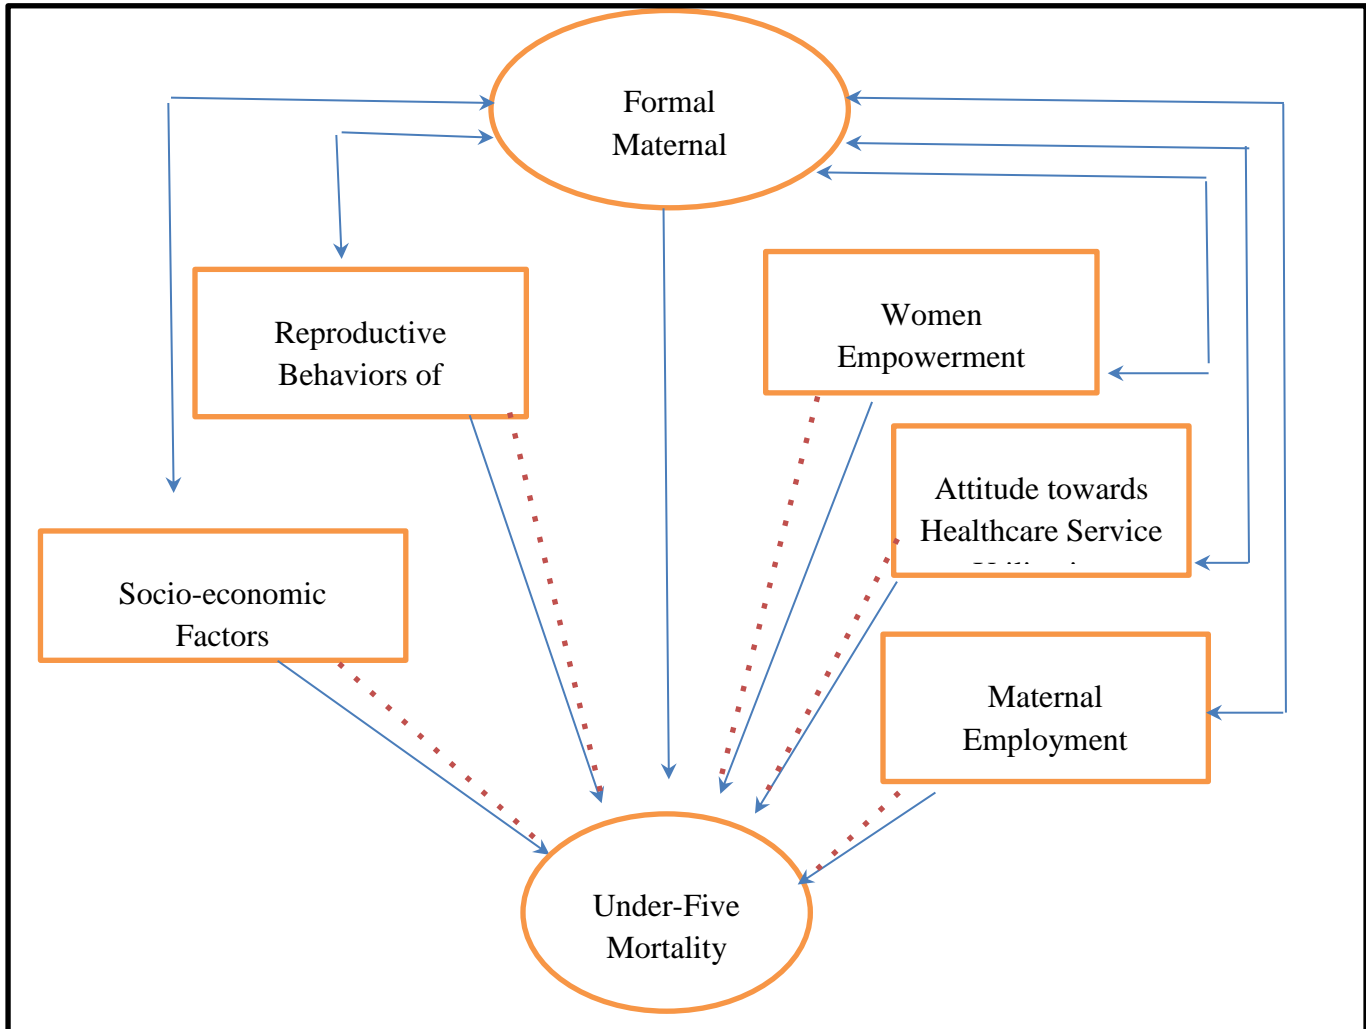 Formal
Maternal
Reproductive
Behaviors of
Women
Empowerment
Attitude towards
Healthcare Service
Socio-economic
Factors
Maternal
Employment
Under-Five
Mortality